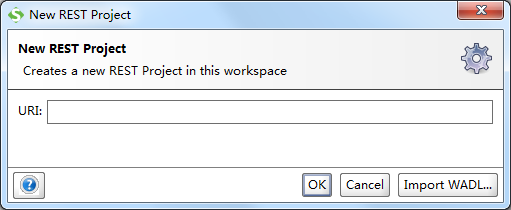 New REST Project
New REST Project
Creates a new REST Project in this workspace
URI:
OK Cancel Import WADL...